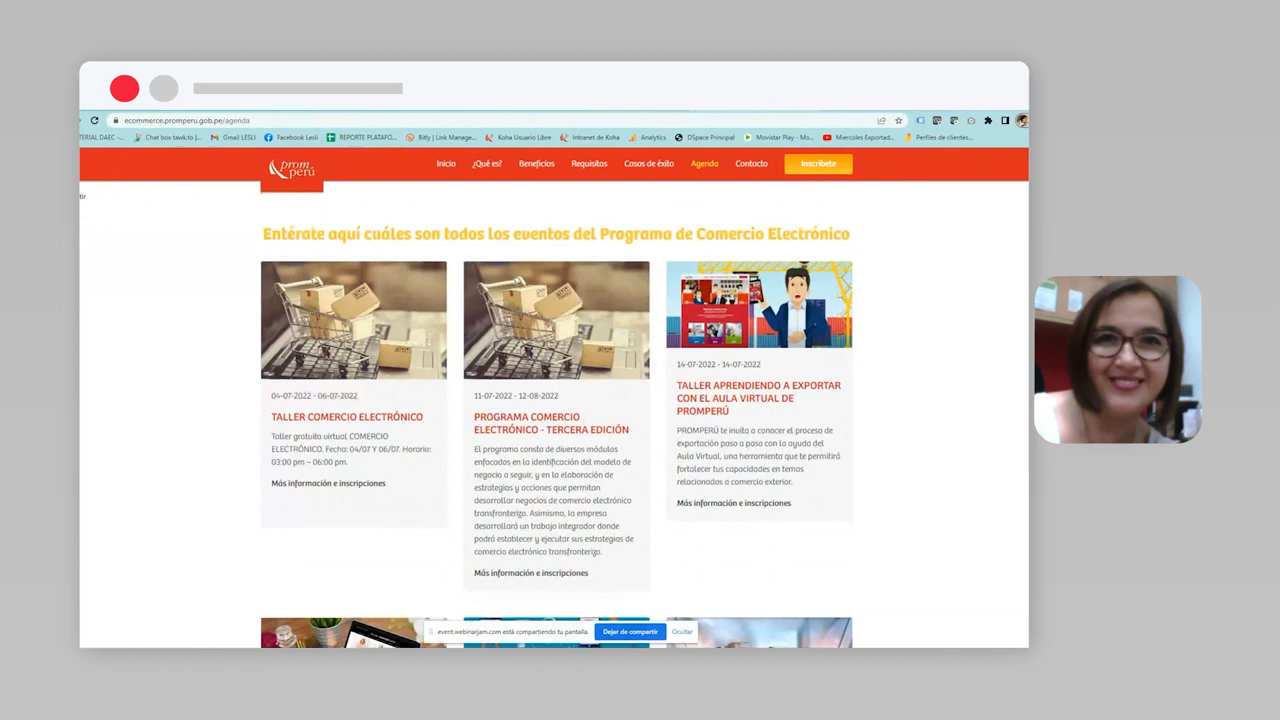 ecommerce.promperu.gob.pe/agenda
TERIAL DAEC -... Chat box tawk.to |... Gmail LESLI Facebook Lesli REPORTE PLATAFO... Bitly | Link Manage... Koha Usuario Libre Intranet de Koha Analytics DSpace Principal Movistar Play - Mo... Miercoles Exportad... Perfiles de clientes...
prom perú
Inicio ¿Qué es? Beneficios Requisitos Casos de éxito Agenda Contacto Inscríbete
tir
Entérate aquí cuáles son todos los eventos del Programa de Comercio Electrónico
04-07-2022 - 06-07-2022
TALLER COMERCIO ELECTRÓNICO
Taller gratuito virtual COMERCIO
ELECTRÓNICO. Fecha: 04/07 Y 06/07. Horario:
03:00 pm – 06:00 pm.
Más información e inscripciones
11-07-2022 - 12-08-2022
PROGRAMA COMERCIO
ELECTRÓNICO - TERCERA EDICIÓN
El programa consta de diversos módulos
enfocados en la identificación del modelo de
negocio a seguir, y en la elaboración de
estrategias y acciones que permitan
desarrollar negocios de comercio electrónico
transfronterizo. Asimismo, la empresa
desarrollará un trabajo integrador donde
podrá establecer y ejecutar sus estrategias de
comercio electrónico transfronterizo.
Más información e inscripciones
14-07-2022 - 14-07-2022
TALLER APRENDIENDO A EXPORTAR
CON EL AULA VIRTUAL DE
PROMPERÚ
PROMPERÚ te invita a conocer el proceso de
exportación paso a paso con la ayuda del
Aula Virtual, una herramienta que te permitirá
fortalecer tus capacidades en temas
relacionados a comercio exterior.
Más información e inscripciones
event.webinarjam.com está compartiendo tu pantalla. Dejar de compartir Ocultar